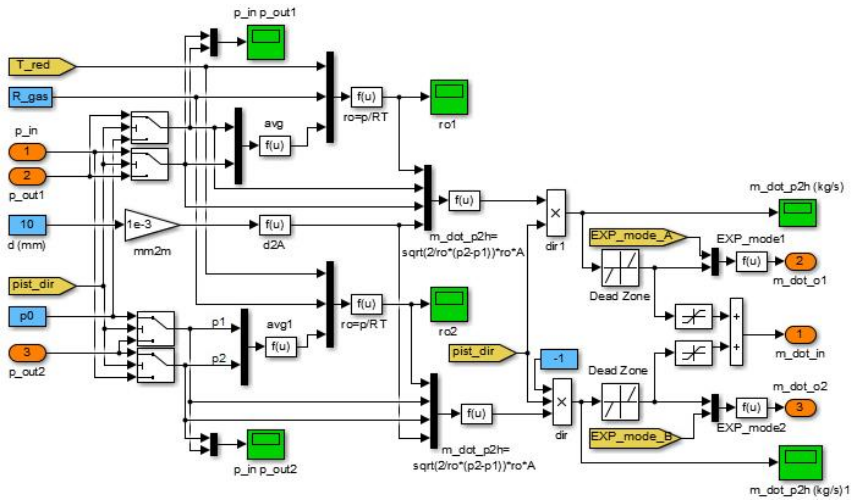 p_in p_out1
T_red
R_gas
f(u)
ro=p/RT
ro1
p_in
avg
f(u)
1
2
p_out1
10
d (mm)
1e-3
mm2m
f(u)
d2A
f(u)
m_dot_p2h=
sqrt(2/ro*(p2-p1))*ro*A
×
dir1
m_dot_p2h (kg/s)
EXP_mode_A
EXP_mode1
f(u)
2
m_dot_o1
Dead Zone
pist_dir
p0
3
p_out2
p1
p2
avg1
f(u)
f(u)
ro=p/RT
ro2
pist_dir
-1
+
+
1
m_dot_in
Dead Zone
×
dir
f(u)
m_dot_p2h=
sqrt(2/ro*(p2-p1))*ro*A
m_dot_o2
f(u)
3
EXP_mode2
EXP_mode_B
p_in p_out2
m_dot_p2h (kg/s)1